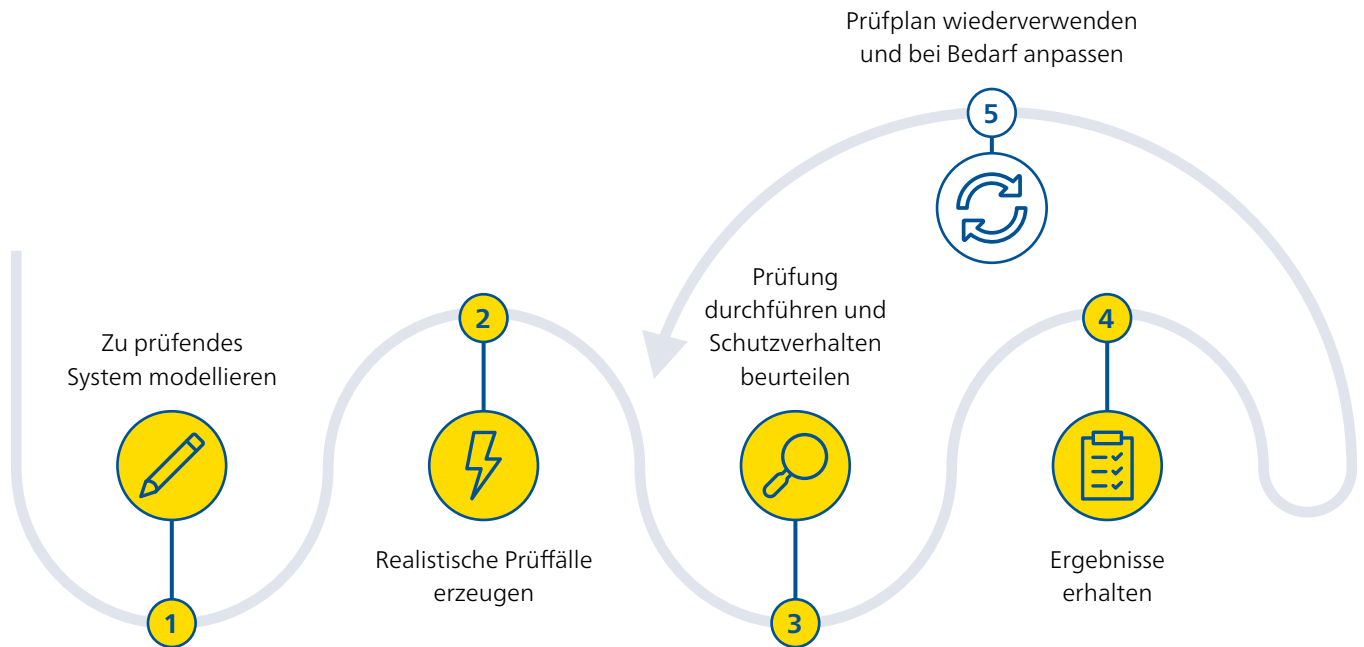 Zu prüfendes
System modellieren
1
2
Realistische Prüffälle
erzeugen
Prüfung
durchführen und
Schutzverhalten
beurteilen
3
4
Ergebnisse
erhalten
Prüfplan wiederverwenden
und bei Bedarf anpassen
5